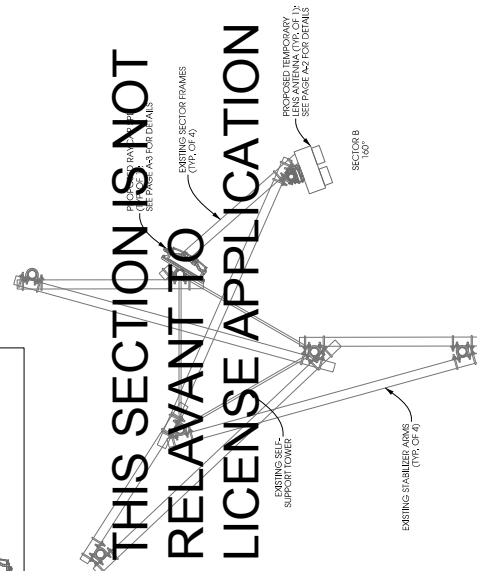 THIS SECTION IS NOT
RELAVANT TO
LICENSE APPLICATION
SEE PAGE A-3 FOR DETAILS
EXISTING SECTOR FRAMES
(TYP. OF 4)
PROPOSED TEMPORARY
LENS ANTENNA (TYP. OF 1);
SEE PAGE A-2 FOR DETAILS
SECTOR B
160°
EXISTING SELF-
SUPPORT TOWER
EXISTING STABILIZER ARMS
(TYP. OF 4)